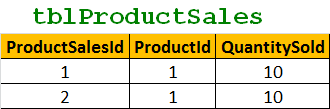 tblProductSales
ProductSalesId ProductId QuantitySold
1 1 10
2 1 10